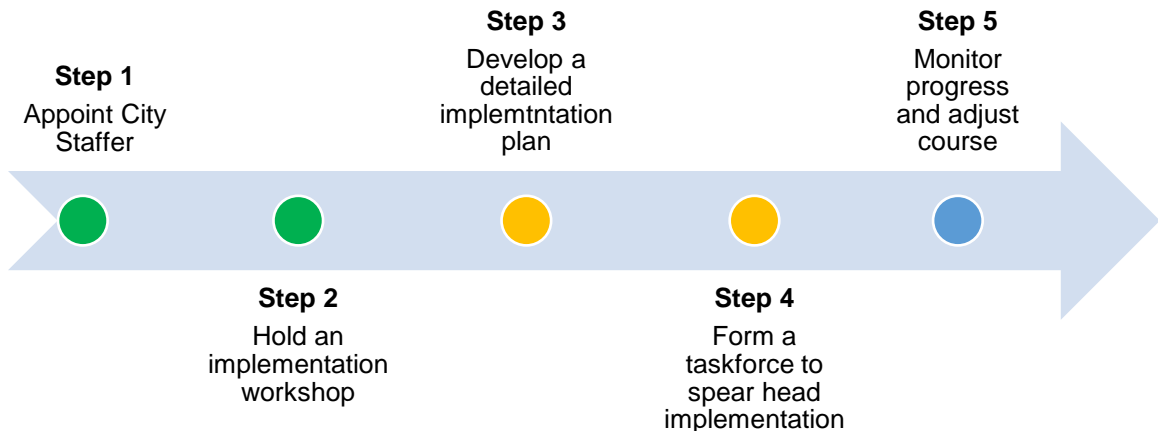 Step 1
Appoint City
Staffer
Step 2
Hold an
implementation
workshop
Step 3
Develop a
detailed
implemtntation
plan
Step 4
Form a
taskforce to
spear head
implementation
Step 5
Monitor
progress
and adjust
course